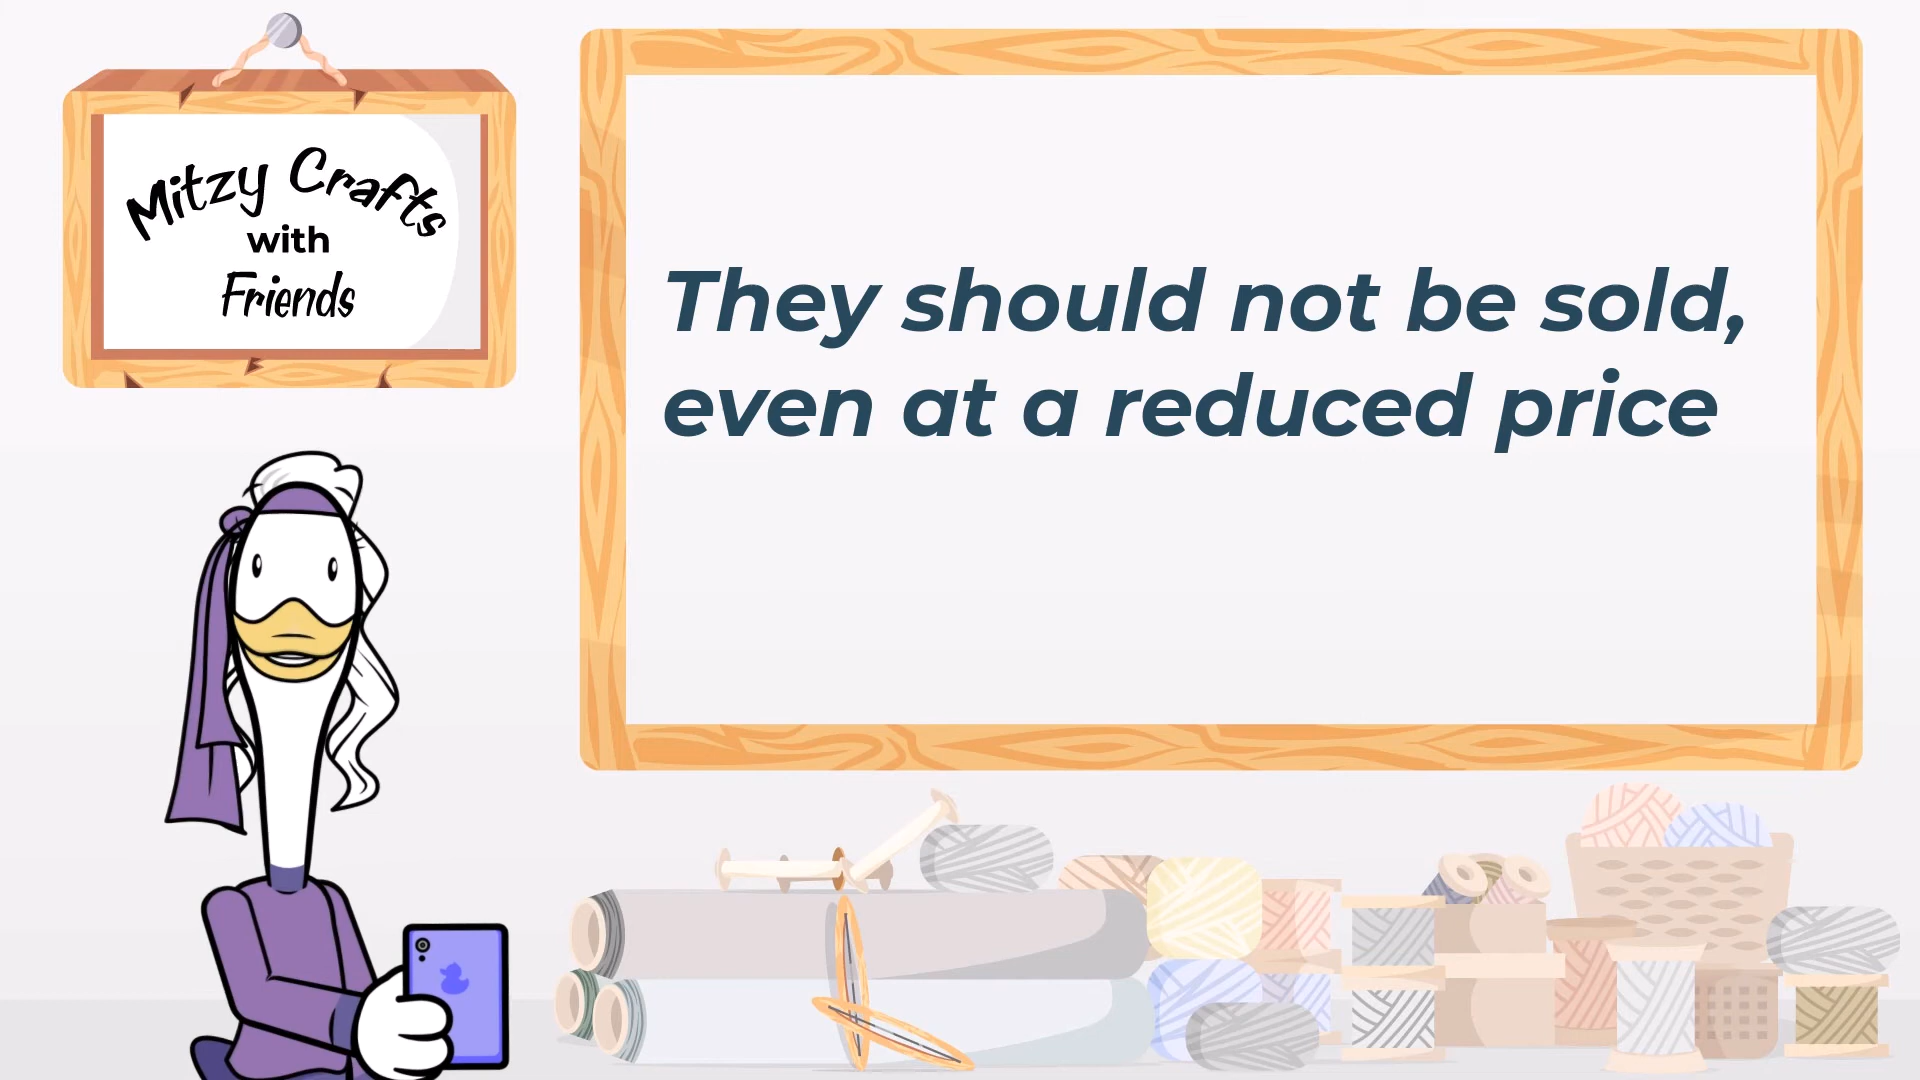 Mitzy Crafts
with
Friends
They should not be sold,
even at a reduced price